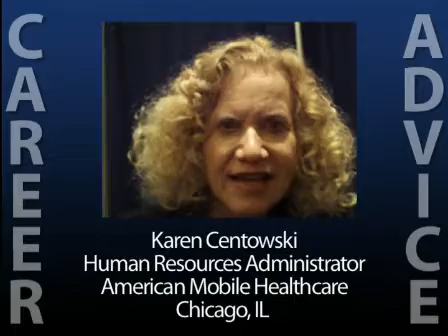 CAREER
ADVICE
Karen Centowski
Human Resources Administrator
American Mobile Healthcare
Chicago, IL